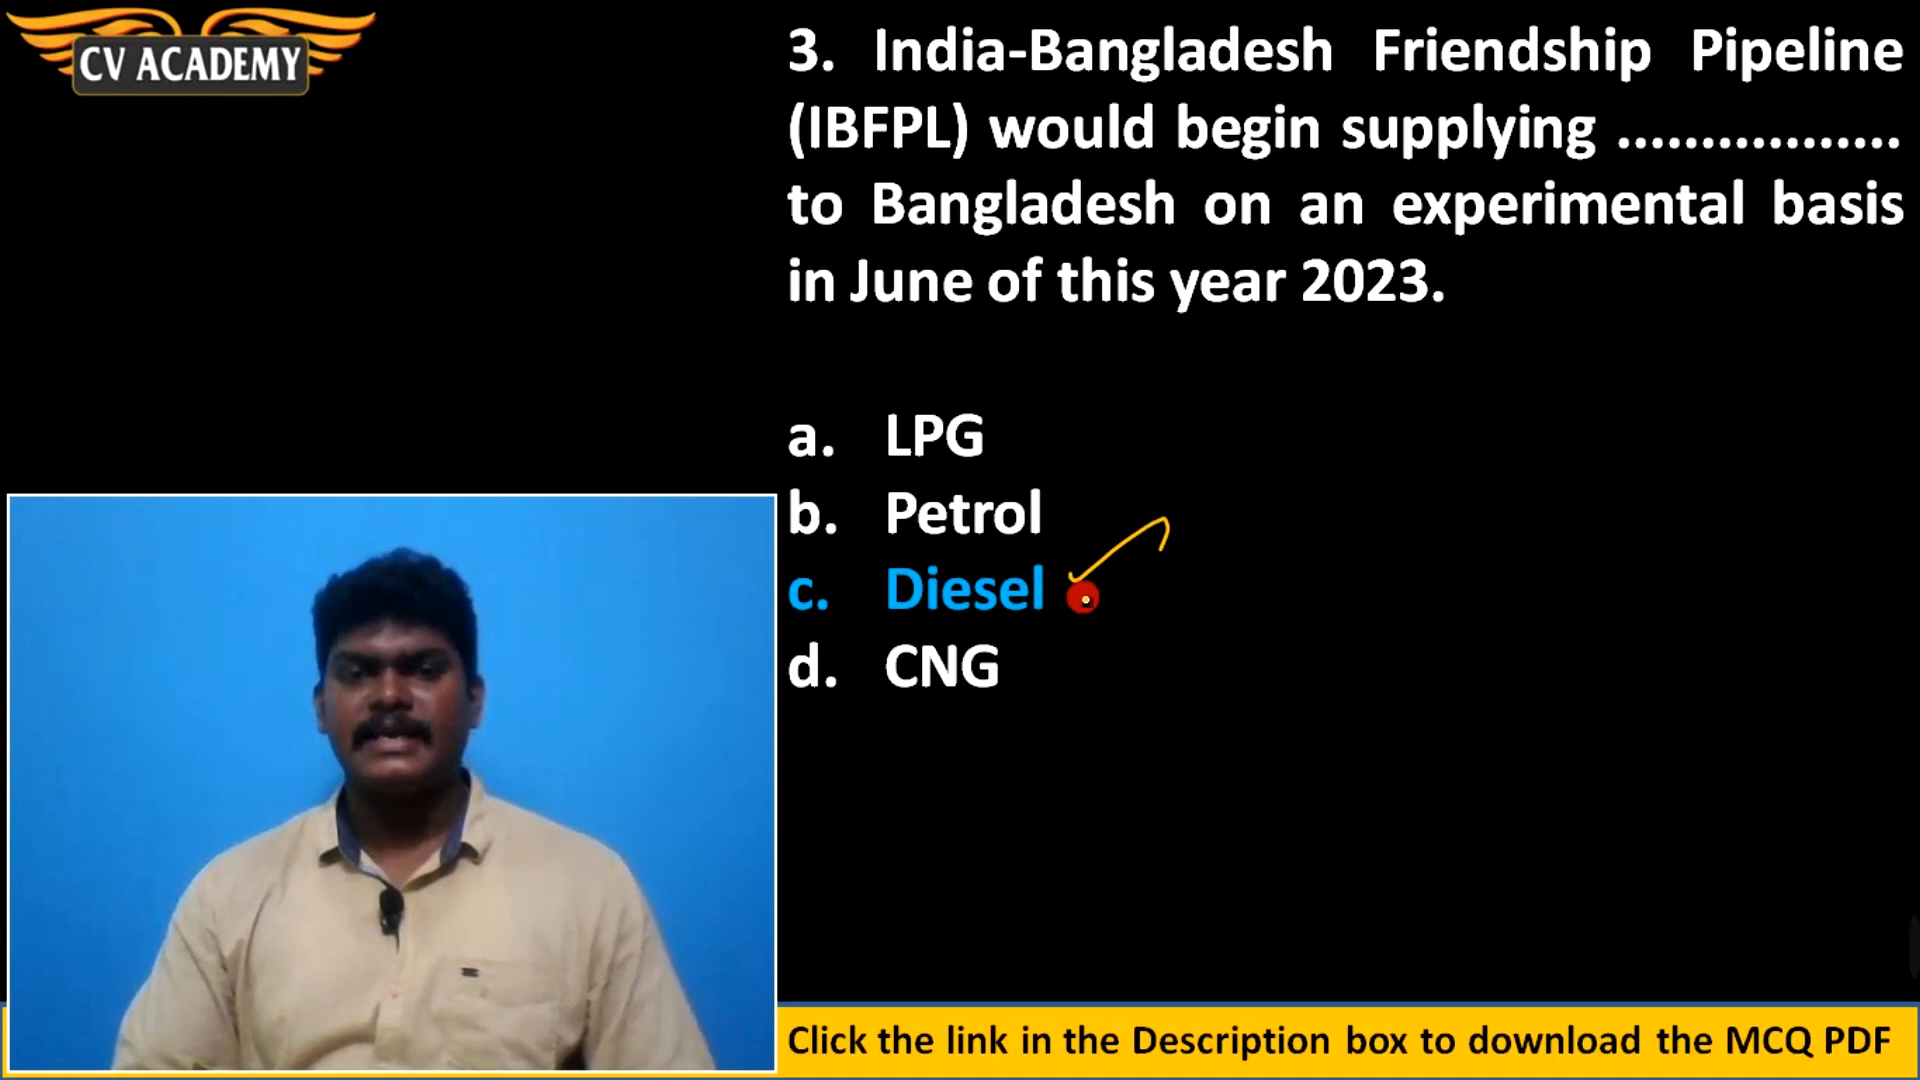 CV ACADEMY
3. India-Bangladesh Friendship Pipeline
(IBFPL) would begin supplying .................
to Bangladesh on an experimental basis
in June of this year 2023.
a. LPG
b. Petrol
c. Diesel
d. CNG
Click the link in the Description box to download the MCQ PDF